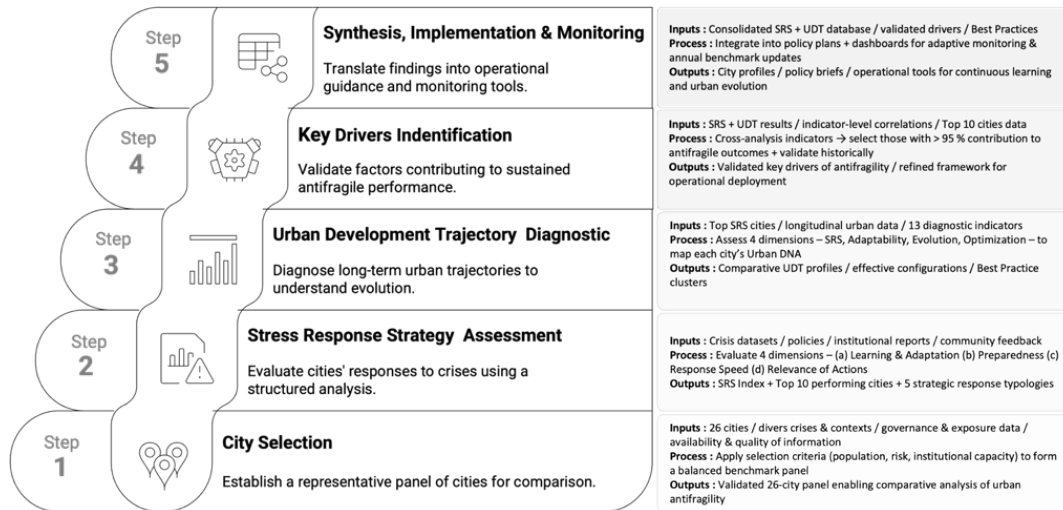 Step
5
Synthesis, Implementation & Monitoring
Translate findings into operational
guidance and monitoring tools.
Inputs : Consolidated SRS + UDT database / validated drivers / Best Practices
Process : Integrate into policy plans + dashboards for adaptive monitoring &
annual benchmark updates
Outputs : City profiles / policy briefs / operational tools for continuous learning
and urban evolution
Step
4
Key Drivers Indentification
Validate factors contributing to sustained
antifragile performance.
Inputs : SRS + UDT results / indicator-level correlations / Top 10 cities data
Process : Cross-analysis indicators → select those with > 95 % contribution to
antifragile outcomes + validate historically
Outputs : Validated key drivers of antifragility / refined framework for
operational deployment
Step
3
Urban Development Trajectory Diagnostic
Diagnose long-term urban trajectories to
understand evolution.
Inputs : Top SRS cities / longitudinal urban data / 13 diagnostic indicators
Process : Assess 4 dimensions – SRS, Adaptability, Evolution, Optimization – to
map each city's Urban DNA
Outputs : Comparative UDT profiles / effective configurations / Best Practice
clusters
Step
2
Stress Response Strategy Assessment
Evaluate cities' responses to crises using a
structured analysis.
Inputs : Crisis datasets / policies / institutional reports / community feedback
Process : Evaluate 4 dimensions – (a) Learning & Adaptation (b) Preparedness (c)
Response Speed (d) Relevance of Actions
Outputs : SRS Index + Top 10 performing cities + 5 strategic response typologies
Step
1
City Selection
Establish a representative panel of cities for comparison.
Inputs : 26 cities / divers crises & contexts / governance & exposure data /
availability & quality of information
Process : Apply selection criteria (population, risk, institutional capacity) to form
a balanced benchmark panel
Outputs : Validated 26-city panel enabling comparative analysis of urban
antifragility